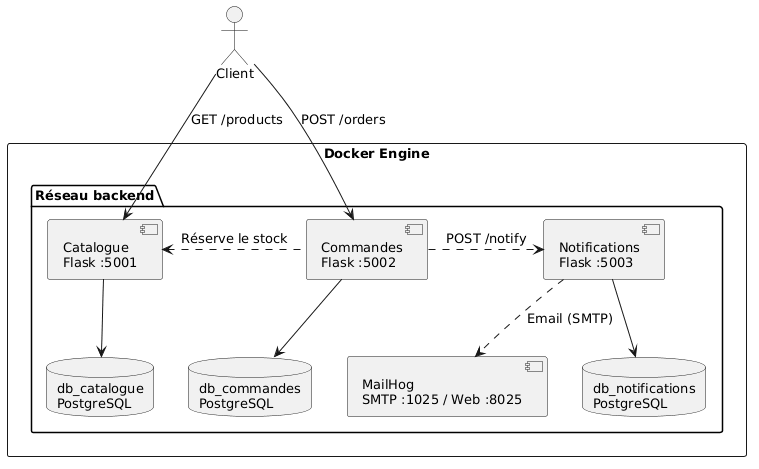 Client
GET /products
POST /orders
Docker Engine
Réseau backend
Catalogue
Flask :5001
Réserve le stock
Commandes
Flask :5002
POST /notify
Notifications
Flask :5003
Email (SMTP)
db_catalogue
PostgreSQL
db_commandes
PostgreSQL
MailHog
SMTP :1025 / Web :8025
db_notifications
PostgreSQL